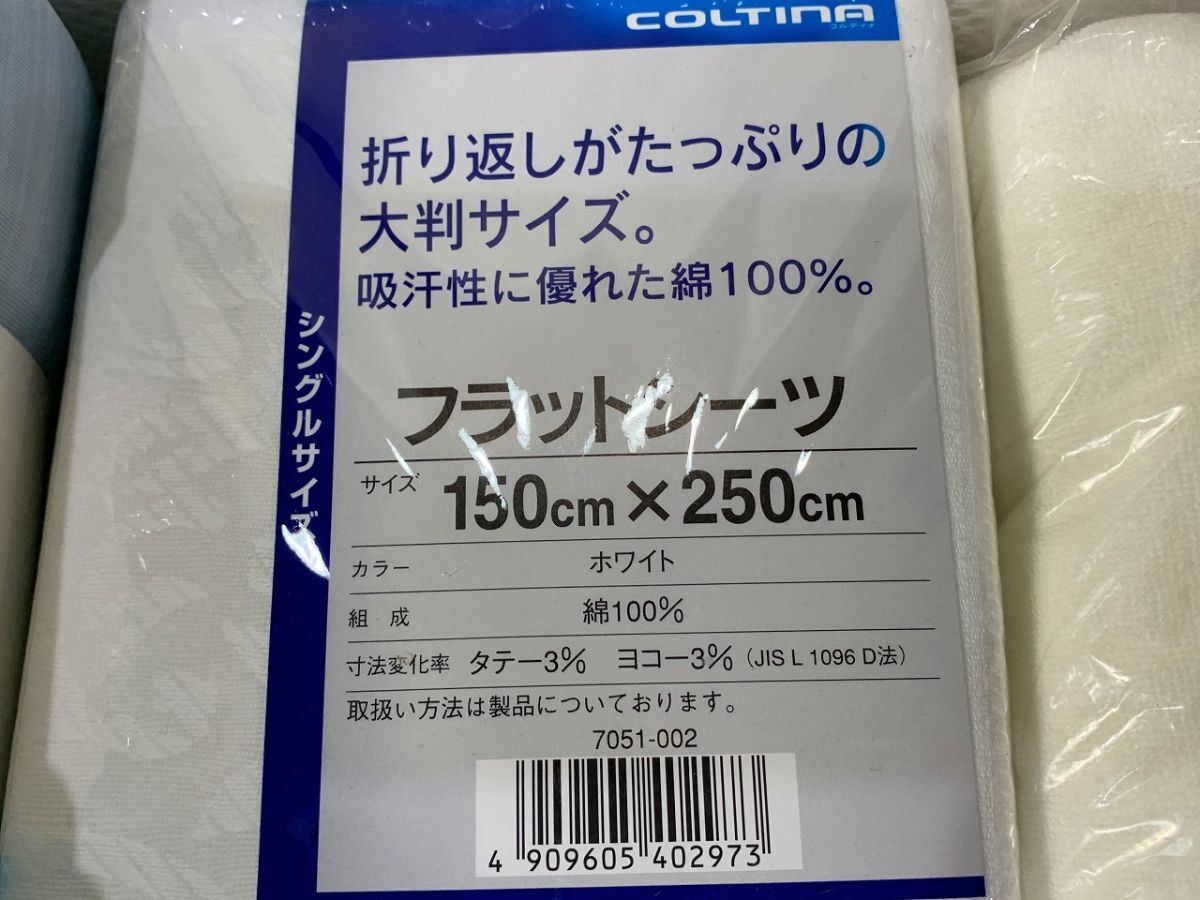 COLTINA
コルティナ
折り返しがたっぷりの
大判サイズ。
吸汗性に優れた綿100%。
シングルサイズ
フラットシーツ
サイズ 150cm×250cm
カラー ホワイト
組 成 綿100%
寸法変化率 タテー3% ヨコー3% (JIS L 1096 D法)
取扱い方法は製品についております。
7051-002
4 909605 402973